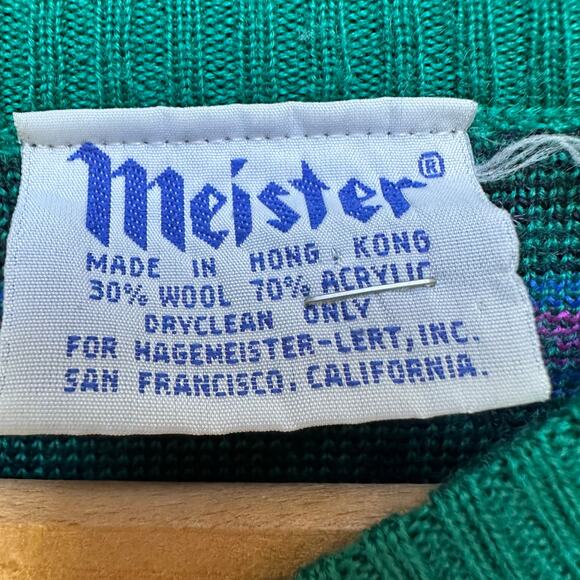 Meister®
MADE IN HONG KONG
30% WOOL 70% ACRYLIC
DRYCLEAN ONLY
FOR HAGEMEISTER-LERT, INC.
SAN FRANCISCO. CALIFORNIA.